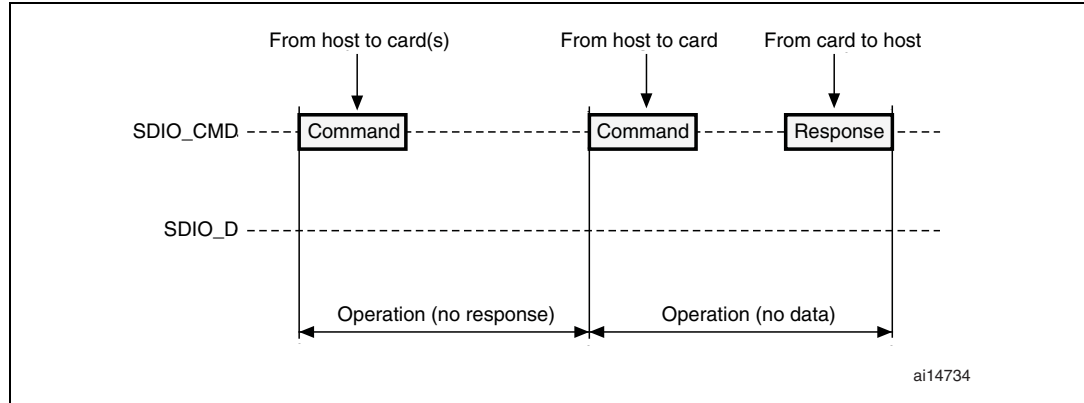 From host to card(s) From host to card From card to host
SDIO_CMD Command Command Response
SDIO_D
Operation (no response) Operation (no data)
ai14734